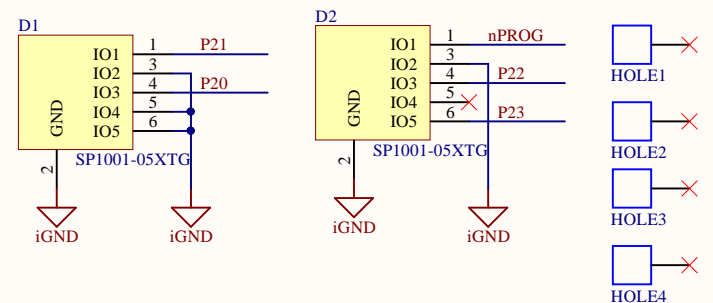 D1
IO1 1 P21
IO2 3
IO3 4 P20
IO4 5
IO5 6
GND
2
SP1001-05XTG
iGND
iGND
D2
IO1 1 nPROG
IO2 3
IO3 4 P22
IO4 5
IO5 6 P23
GND
2
SP1001-05XTG
iGND
iGND
HOLE1
HOLE2
HOLE3
HOLE4